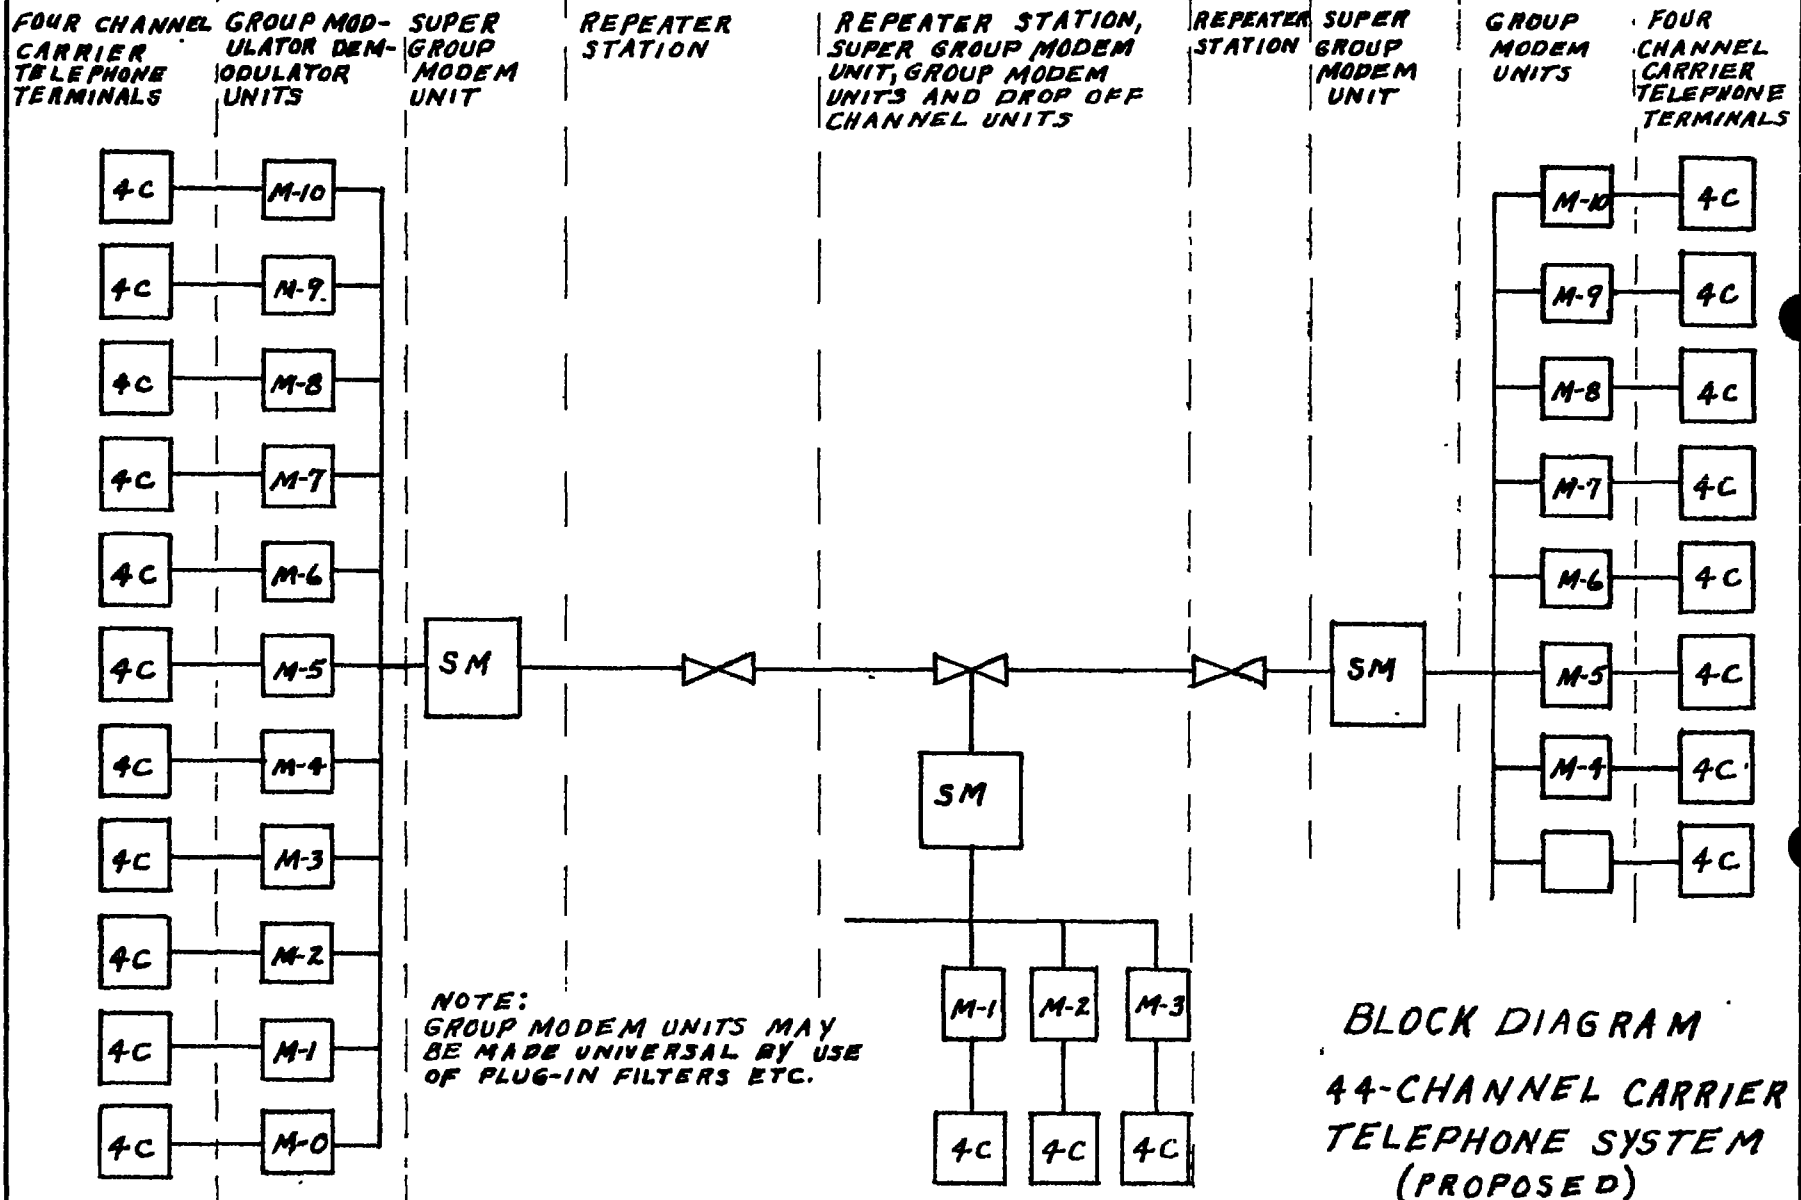 FOUR CHANNEL
CARRIER
TELEPHONE
TERMINALS
GROUP MOD-
ULATOR DEM-
ODULATOR
UNITS
SUPER
GROUP
MODEM
UNIT
REPEATER
STATION
REPEATER STATION,
SUPER GROUP MODEM
UNIT, GROUP MODEM
UNITS AND DROP OFF
CHANNEL UNITS
REPEATER
STATION
SUPER
GROUP
MODEM
UNIT
GROUP
MODEM
UNITS
FOUR
CHANNEL
CARRIER
TELEPHONE
TERMINALS
4C
M-10
4C
M-9
4C
M-8
4C
M-7
4C
M-6
4C
M-5
4C
M-4
4C
M-3
4C
M-2
4C
M-1
4C
M-0
SM
SM
M-1
M-2
M-3
4C
4C
4C
SM
M-10
4C
M-9
4C
M-8
4C
M-7
4C
M-6
4C
M-5
4C
M-4
4C
4C
NOTE:
GROUP MODEM UNITS MAY
BE MADE UNIVERSAL BY USE
OF PLUG-IN FILTERS ETC.
BLOCK DIAGRAM
44-CHANNEL CARRIER
TELEPHONE SYSTEM
(PROPOSED)